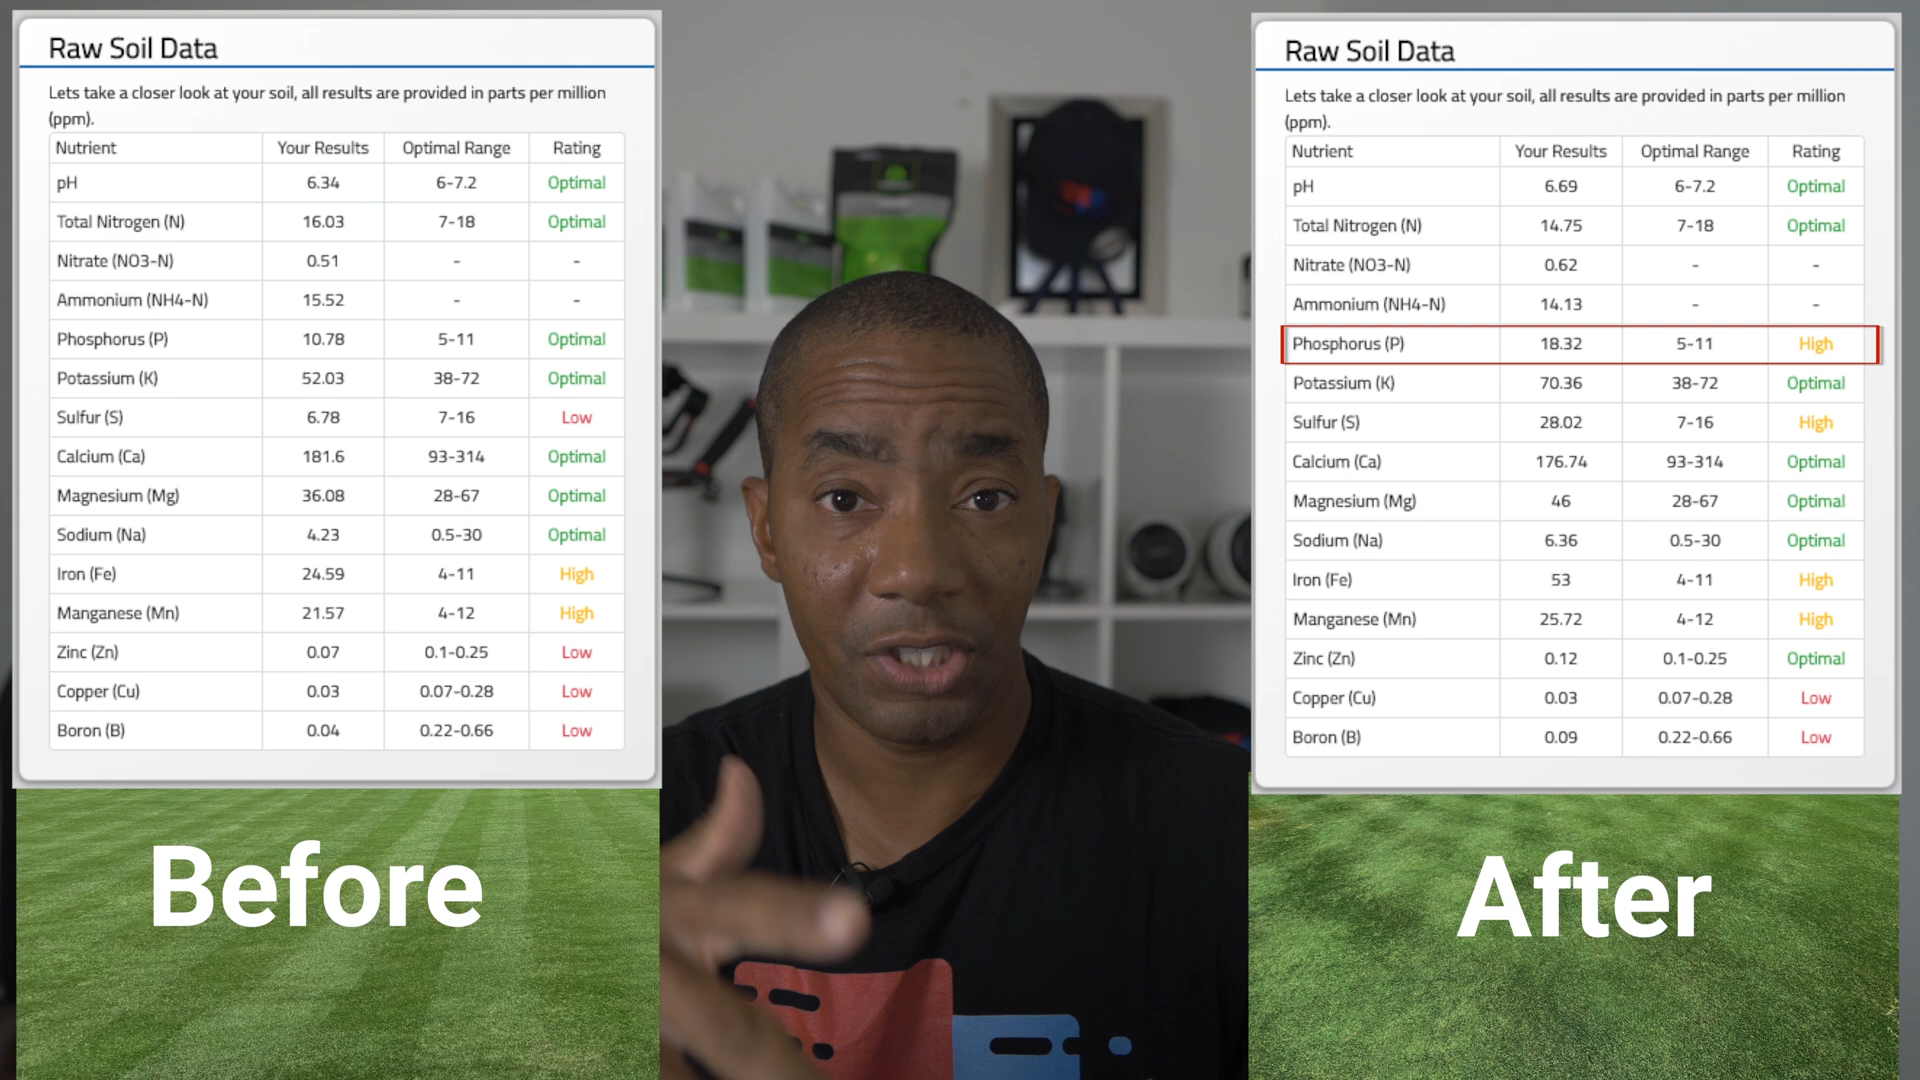 Raw Soil Data
Lets take a closer look at your soil, all results are provided in parts per million
(ppm).
Nutrient Your Results Optimal Range Rating
pH 6.34 6-7.2 Optimal
Total Nitrogen (N) 16.03 7-18 Optimal
Nitrate (NO3-N) 0.51 - -
Ammonium (NH4-N) 15.52 - -
Phosphorus (P) 10.78 5-11 Optimal
Potassium (K) 52.03 38-72 Optimal
Sulfur (S) 6.78 7-16 Low
Calcium (Ca) 181.6 93-314 Optimal
Magnesium (Mg) 36.08 28-67 Optimal
Sodium (Na) 4.23 0.5-30 Optimal
Iron (Fe) 24.59 4-11 High
Manganese (Mn) 21.57 4-12 High
Zinc (Zn) 0.07 0.1-0.25 Low
Copper (Cu) 0.03 0.07-0.28 Low
Boron (B) 0.04 0.22-0.66 Low
Before
Raw Soil Data
Lets take a closer look at your soil, all results are provided in parts per million
(ppm).
Nutrient Your Results Optimal Range Rating
pH 6.69 6-7.2 Optimal
Total Nitrogen (N) 14.75 7-18 Optimal
Nitrate (NO3-N) 0.62 - -
Ammonium (NH4-N) 14.13 - -
Phosphorus (P) 18.32 5-11 High
Potassium (K) 70.36 38-72 Optimal
Sulfur (S) 28.02 7-16 High
Calcium (Ca) 176.74 93-314 Optimal
Magnesium (Mg) 46 28-67 Optimal
Sodium (Na) 6.36 0.5-30 Optimal
Iron (Fe) 53 4-11 High
Manganese (Mn) 25.72 4-12 High
Zinc (Zn) 0.12 0.1-0.25 Optimal
Copper (Cu) 0.03 0.07-0.28 Low
Boron (B) 0.09 0.22-0.66 Low
After